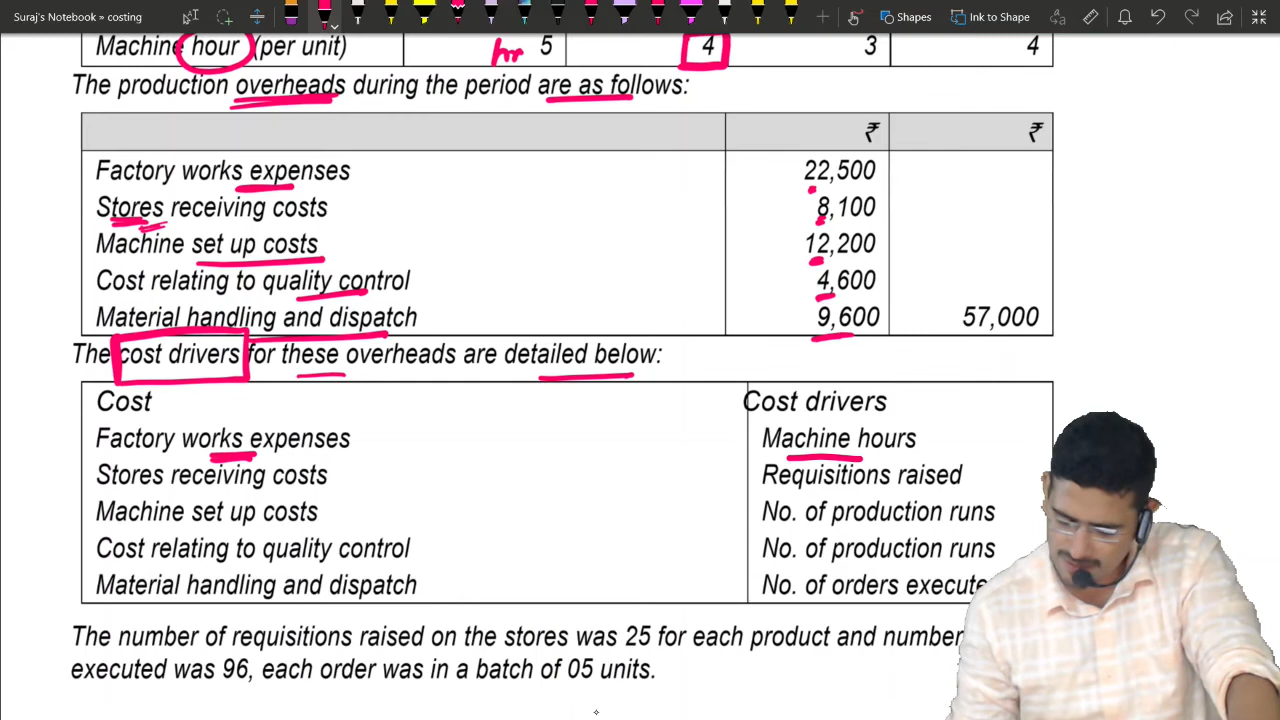 Suraj's Notebook » costing
Shapes
Ink to Shape
Machine hour (per unit) hr 5 4 3 4
The production overheads during the period are as follows:
₹ ₹
Factory works expenses 22,500
Stores receiving costs 8,100
Machine set up costs 12,200
Cost relating to quality control 4,600
Material handling and dispatch 9,600 57,000
The cost drivers for these overheads are detailed below:
Cost Cost drivers
Factory works expenses Machine hours
Stores receiving costs Requisitions raised
Machine set up costs No. of production runs
Cost relating to quality control No. of production runs
Material handling and dispatch No. of orders execute
The number of requisitions raised on the stores was 25 for each product and number
executed was 96, each order was in a batch of 05 units.